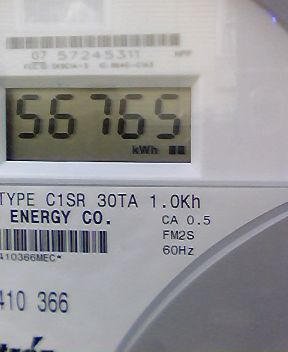 07 57245311
56765
kWh
TYPE C1SR 30TA 1.0Kh
ENERGY CO.
CA 0.5
FM2S
60Hz
410366MEC*
410 366